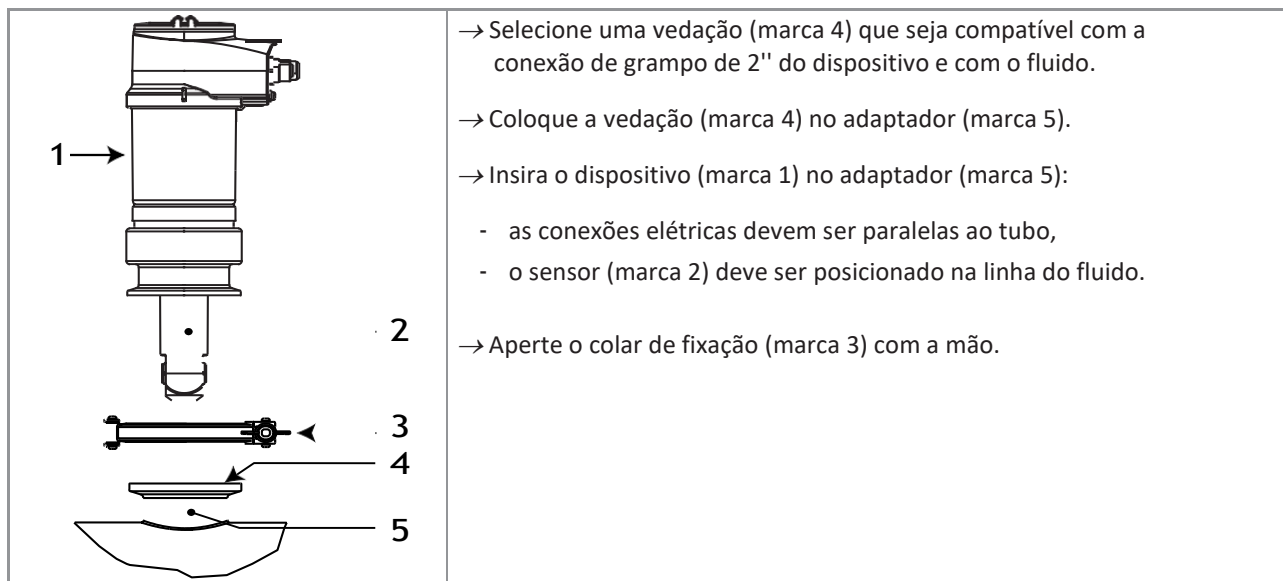 1
2
3
4
5
→ Selecione uma vedação (marca 4) que seja compatível com a
conexão de grampo de 2'' do dispositivo e com o fluido.
→ Coloque a vedação (marca 4) no adaptador (marca 5).
→ Insira o dispositivo (marca 1) no adaptador (marca 5):
- as conexões elétricas devem ser paralelas ao tubo,
- o sensor (marca 2) deve ser posicionado na linha do fluido.
→ Aperte o colar de fixação (marca 3) com a mão.